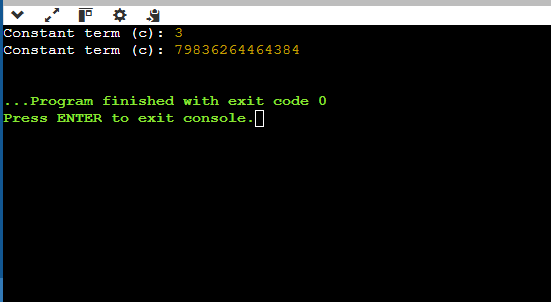 Constant term (c): 3
Constant term (c): 79836264464384
...Program finished with exit code 0
Press ENTER to exit console.